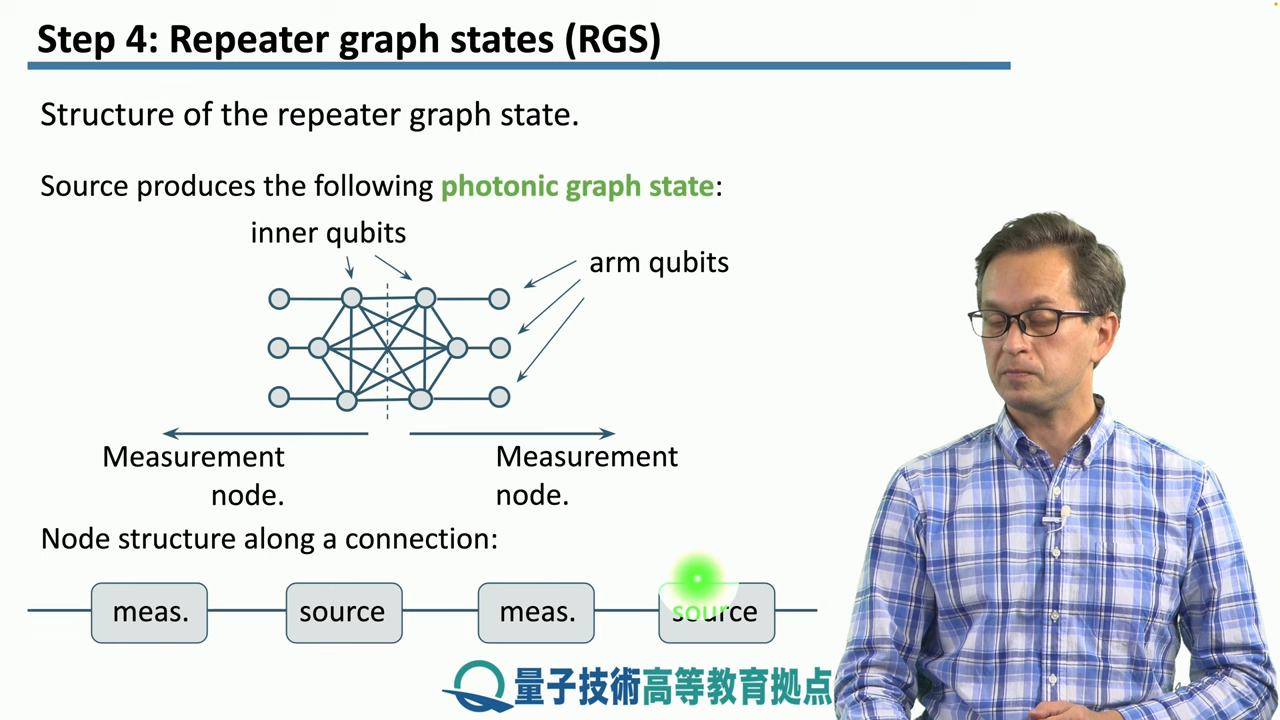 Step 4: Repeater graph states (RGS)
Structure of the repeater graph state.
Source produces the following photonic graph state:
inner qubits
arm qubits
Measurement node.
Measurement node.
Node structure along a connection:
meas. source meas. source
量子技術高等教育拠点